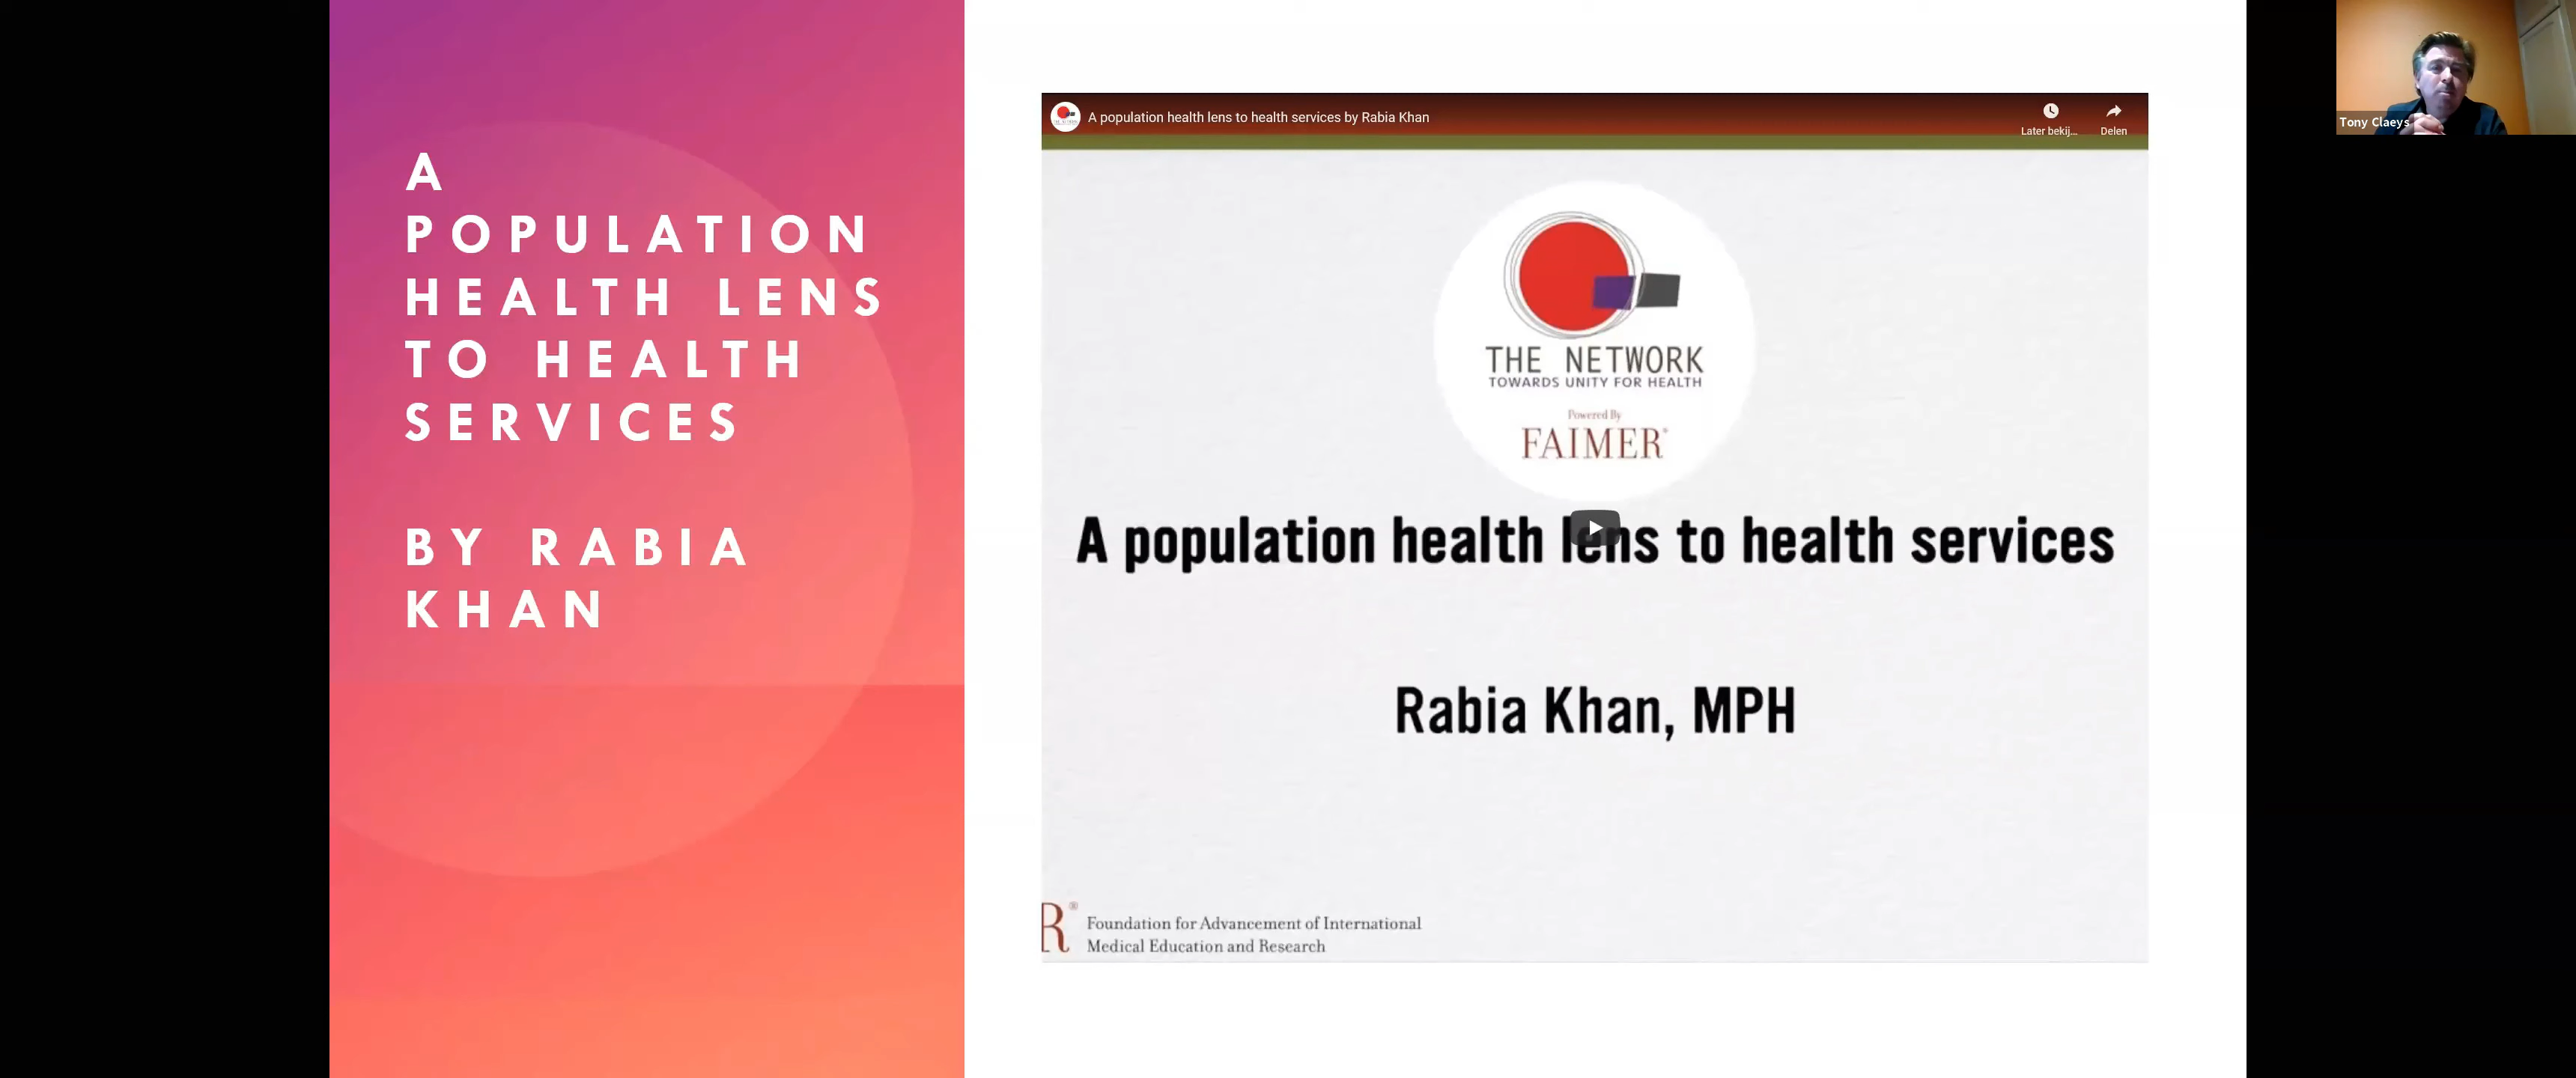 A
POPULATION
HEALTH LENS
TO HEALTH
SERVICES
BY RABIA
KHAN
A population health lens to health services by Rabia Khan
Later bekij...
Delen
THE NETWORK
TOWARDS UNITY FOR HEALTH
Powered By
FAIMER®
A population health lens to health services
Rabia Khan, MPH
R®
Foundation for Advancement of International
Medical Education and Research
Tony Claeys